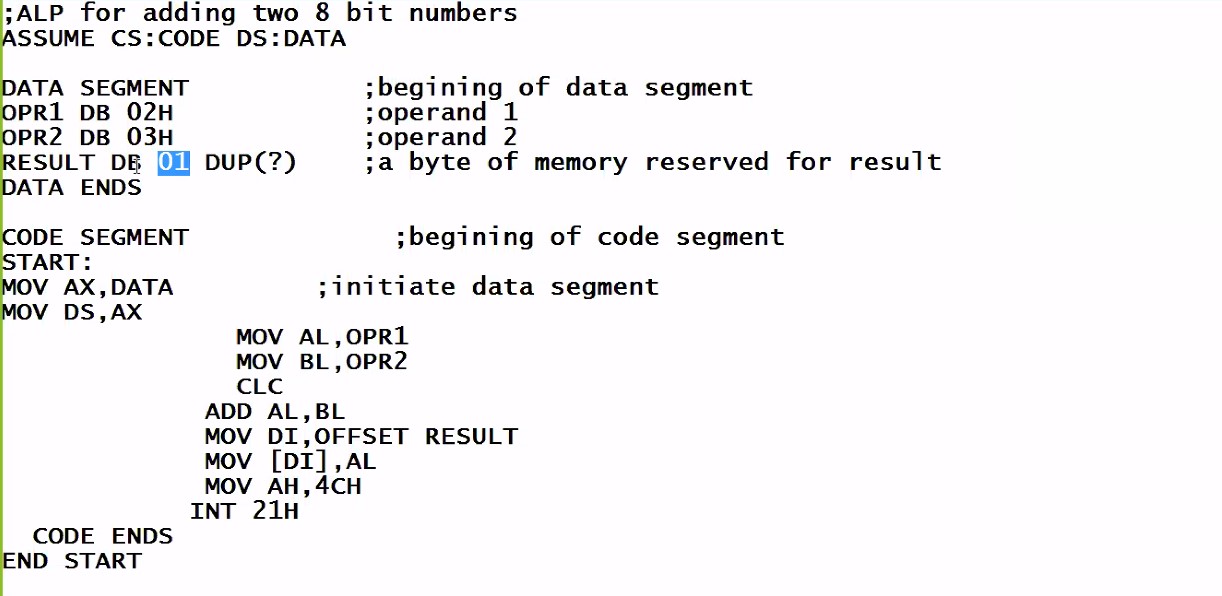 ;ALP for adding two 8 bit numbers
ASSUME CS:CODE DS:DATA
DATA SEGMENT ;begining of data segment
OPR1 DB 02H ;operand 1
OPR2 DB 03H ;operand 2
RESULT DB 01 DUP(?) ;a byte of memory reserved for result
DATA ENDS
CODE SEGMENT ;begining of code segment
START:
MOV AX,DATA ;initiate data segment
MOV DS,AX
MOV AL,OPR1
MOV BL,OPR2
CLC
ADD AL,BL
MOV DI,OFFSET RESULT
MOV [DI],AL
MOV AH,4CH
INT 21H
CODE ENDS
END START